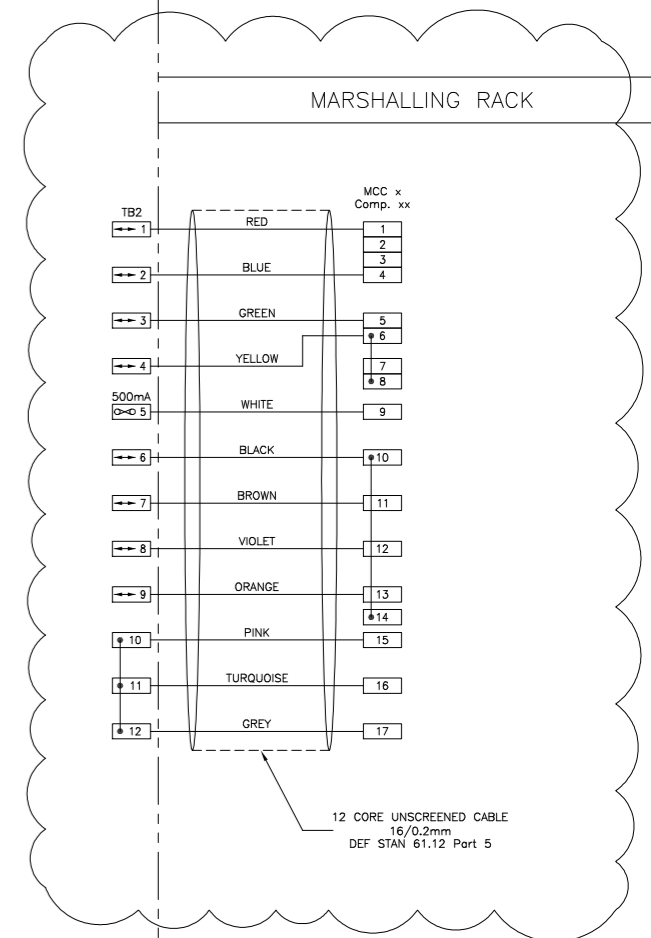 MARSHALLING RACK
MCC x
Comp. xx
TB2
1 RED 1
2
3
2 BLUE 4
3 GREEN 5
6
4 YELLOW
7
8
500mA
5 WHITE 9
6 BLACK 10
7 BROWN 11
8 VIOLET 12
9 ORANGE 13
14
10 PINK 15
11 TURQUOISE 16
12 GREY 17
12 CORE UNSCREENED CABLE
16/0.2mm
DEF STAN 61.12 Part 5